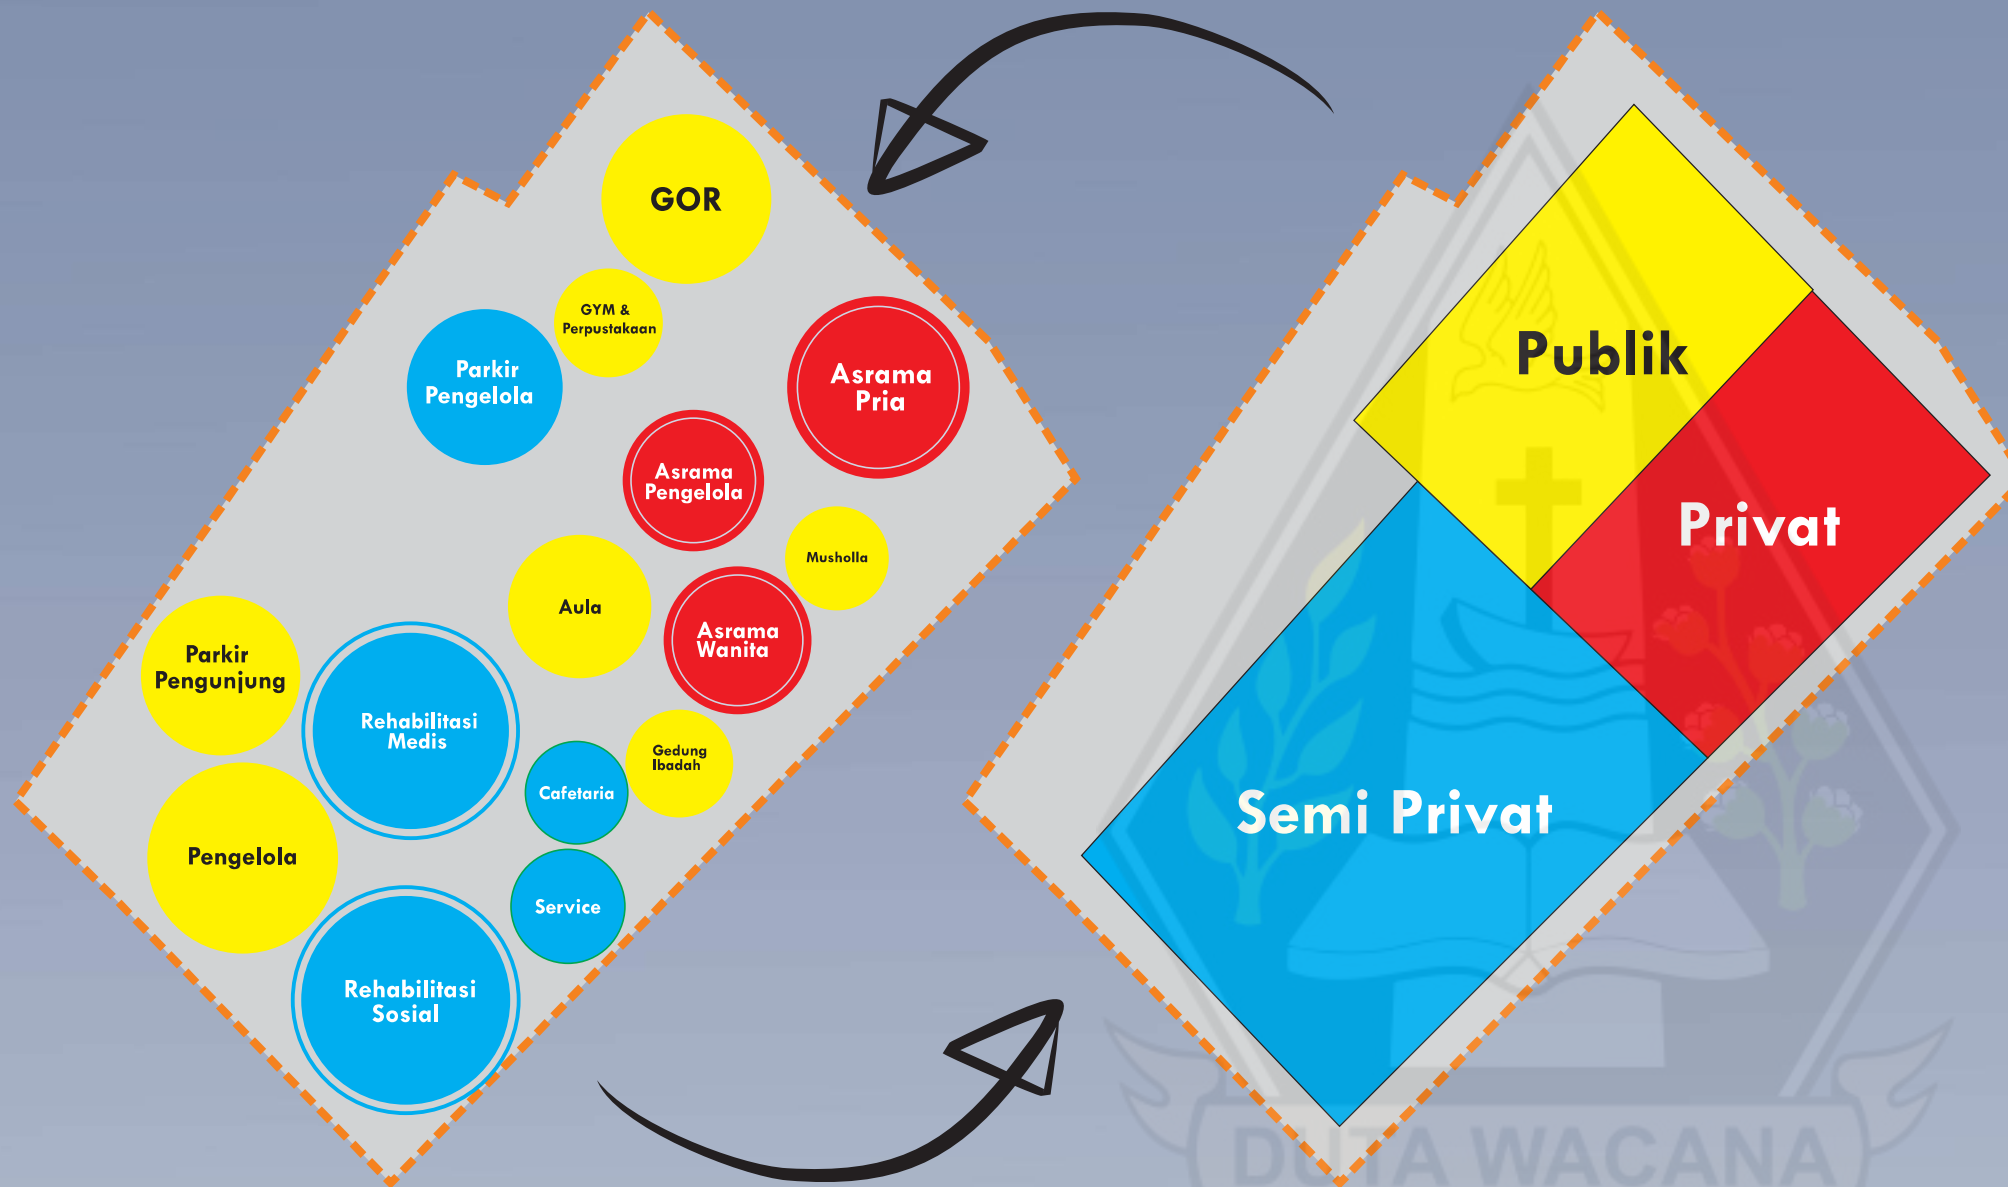 GOR
GYM &
Perpustakaan
Parkir
Pengelola
Asrama
Pria
Asrama
Pengelola
Musholla
Aula
Asrama
Wanita
Parkir
Pengunjung
Rehabilitasi
Medis
Gedung
Ibadah
Cafetaria
Pengelola
Service
Rehabilitasi
Sosial
Publik
Privat
Semi Privat
DUTA WACANA